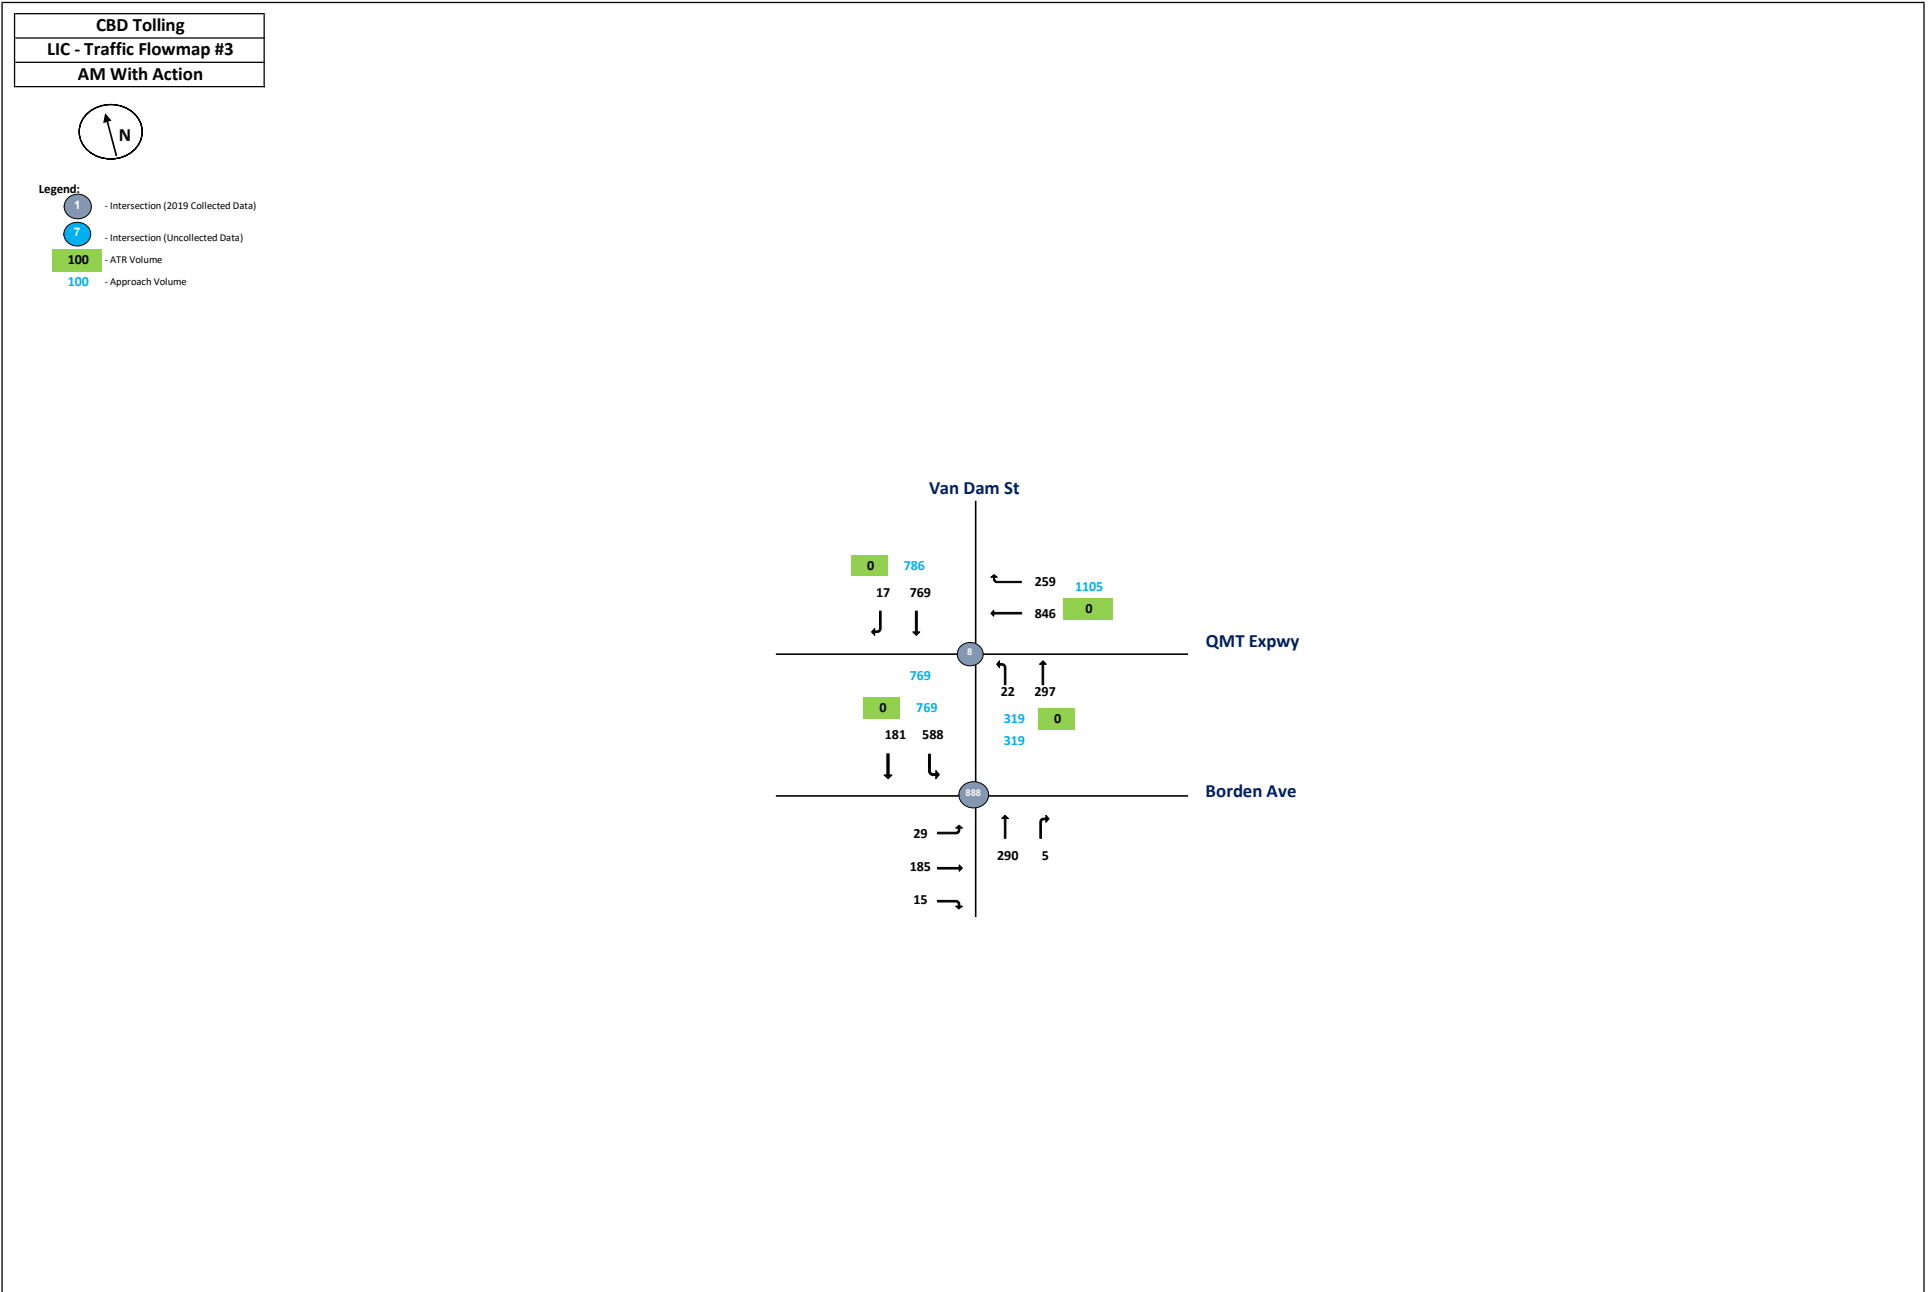 CBD Tolling
LIC - Traffic Flowmap #3
AM With Action
N
Legend:
1 - Intersection (2019 Collected Data)
7 - Intersection (Uncollected Data)
100 - ATR Volume
100 - Approach Volume
Van Dam St
0 786
17 769
259 1105
846 0
QMT Expwy
8
769
22 297
0 769
319 0
181 588
319
Borden Ave
888
29
290 5
185
15